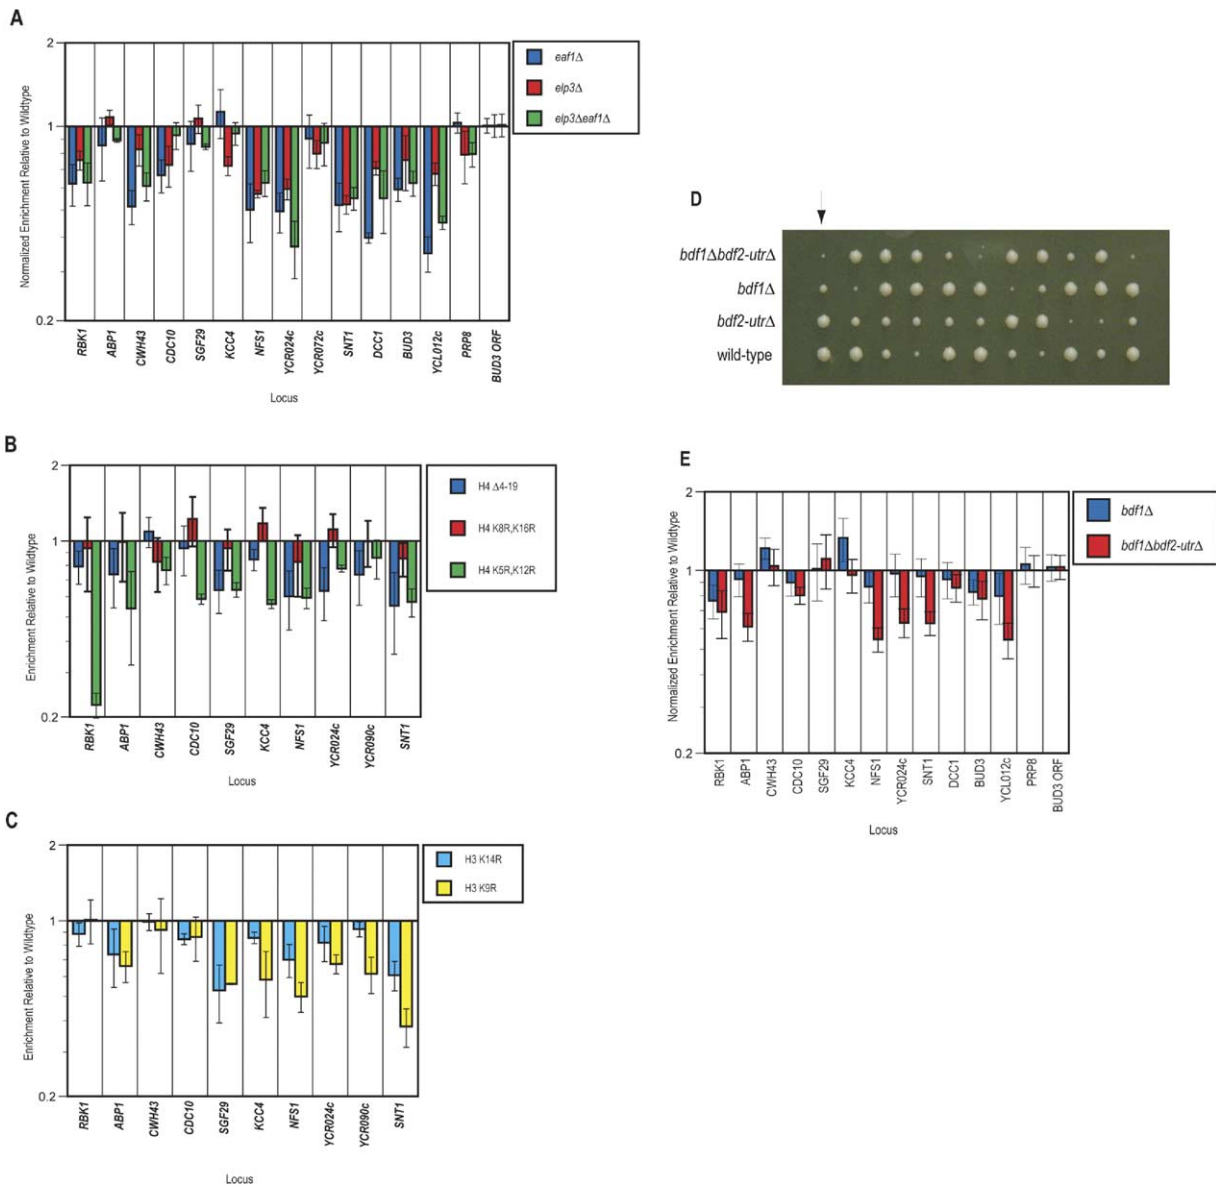 A
2
1
0.2
Normalized Enrichment Relative to Wildtype
eaf1Δ
elp3Δ
elp3Δeaf1Δ
RBK1
ABP1
CWH43
CDC10
SGF29
KCC4
NFS1
YCR024c
YCR072c
SNT1
DCC1
BUD3
YCL012c
PRP8
BUD3 ORF
Locus
B
2
1
0.2
Enrichment Relative to Wildtype
H4 Δ4-19
H4 K8R,K16R
H4 K5R,K12R
RBK1
ABP1
CWH43
CDC10
SGF29
KCC4
NFS1
YCR024c
YCR090c
SNT1
Locus
C
2
1
0.2
Enrichment Relative to Wildtype
H3 K14R
H3 K9R
RBK1
ABP1
CWH43
CDC10
SGF29
KCC4
NFS1
YCR024c
YCR090c
SNT1
Locus
D
bdf1Δbdf2-utrΔ
bdf1Δ
bdf2-utrΔ
wild-type
E
2
1
0.2
Normalized Enrichment Relative to Wildtype
bdf1Δ
bdf1Δbdf2-utrΔ
RBK1
ABP1
CWH43
CDC10
SGF29
KCC4
NFS1
YCR024c
SNT1
DCC1
BUD3
YCL012c
PRP8
BUD3 ORF
Locus